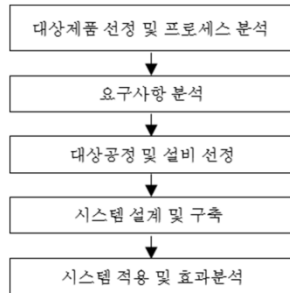 대상제품 선정 및 프로세스 분석
요구사항 분석
대상공정 및 설비 선정
시스템 설계 및 구축
시스템 적용 및 효과분석